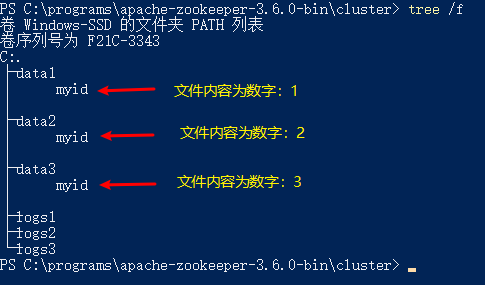 PS C:\programs\apache-zookeeper-3.6.0-bin\cluster> tree /f
卷 Windows-SSD 的文件夹 PATH 列表
卷序列号为 F21C-3343
C:.
├─data1
│      myid 文件内容为数字：1
│
├─data2
│      myid 文件内容为数字：2
│
├─data3
│      myid 文件内容为数字：3
│
├─logs1
├─logs2
└─logs3
PS C:\programs\apache-zookeeper-3.6.0-bin\cluster>